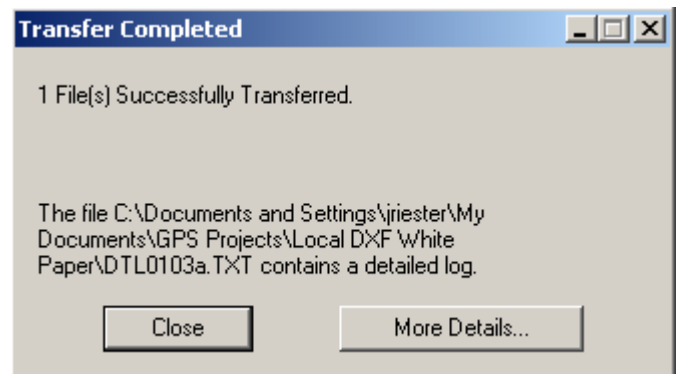 Transfer Completed
1 File(s) Successfully Transferred.
The file C:\Documents and Settings\jriester\My
Documents\GPS Projects\Local DXF White
Paper\DTL0103a.TXT contains a detailed log.
Close
More Details...